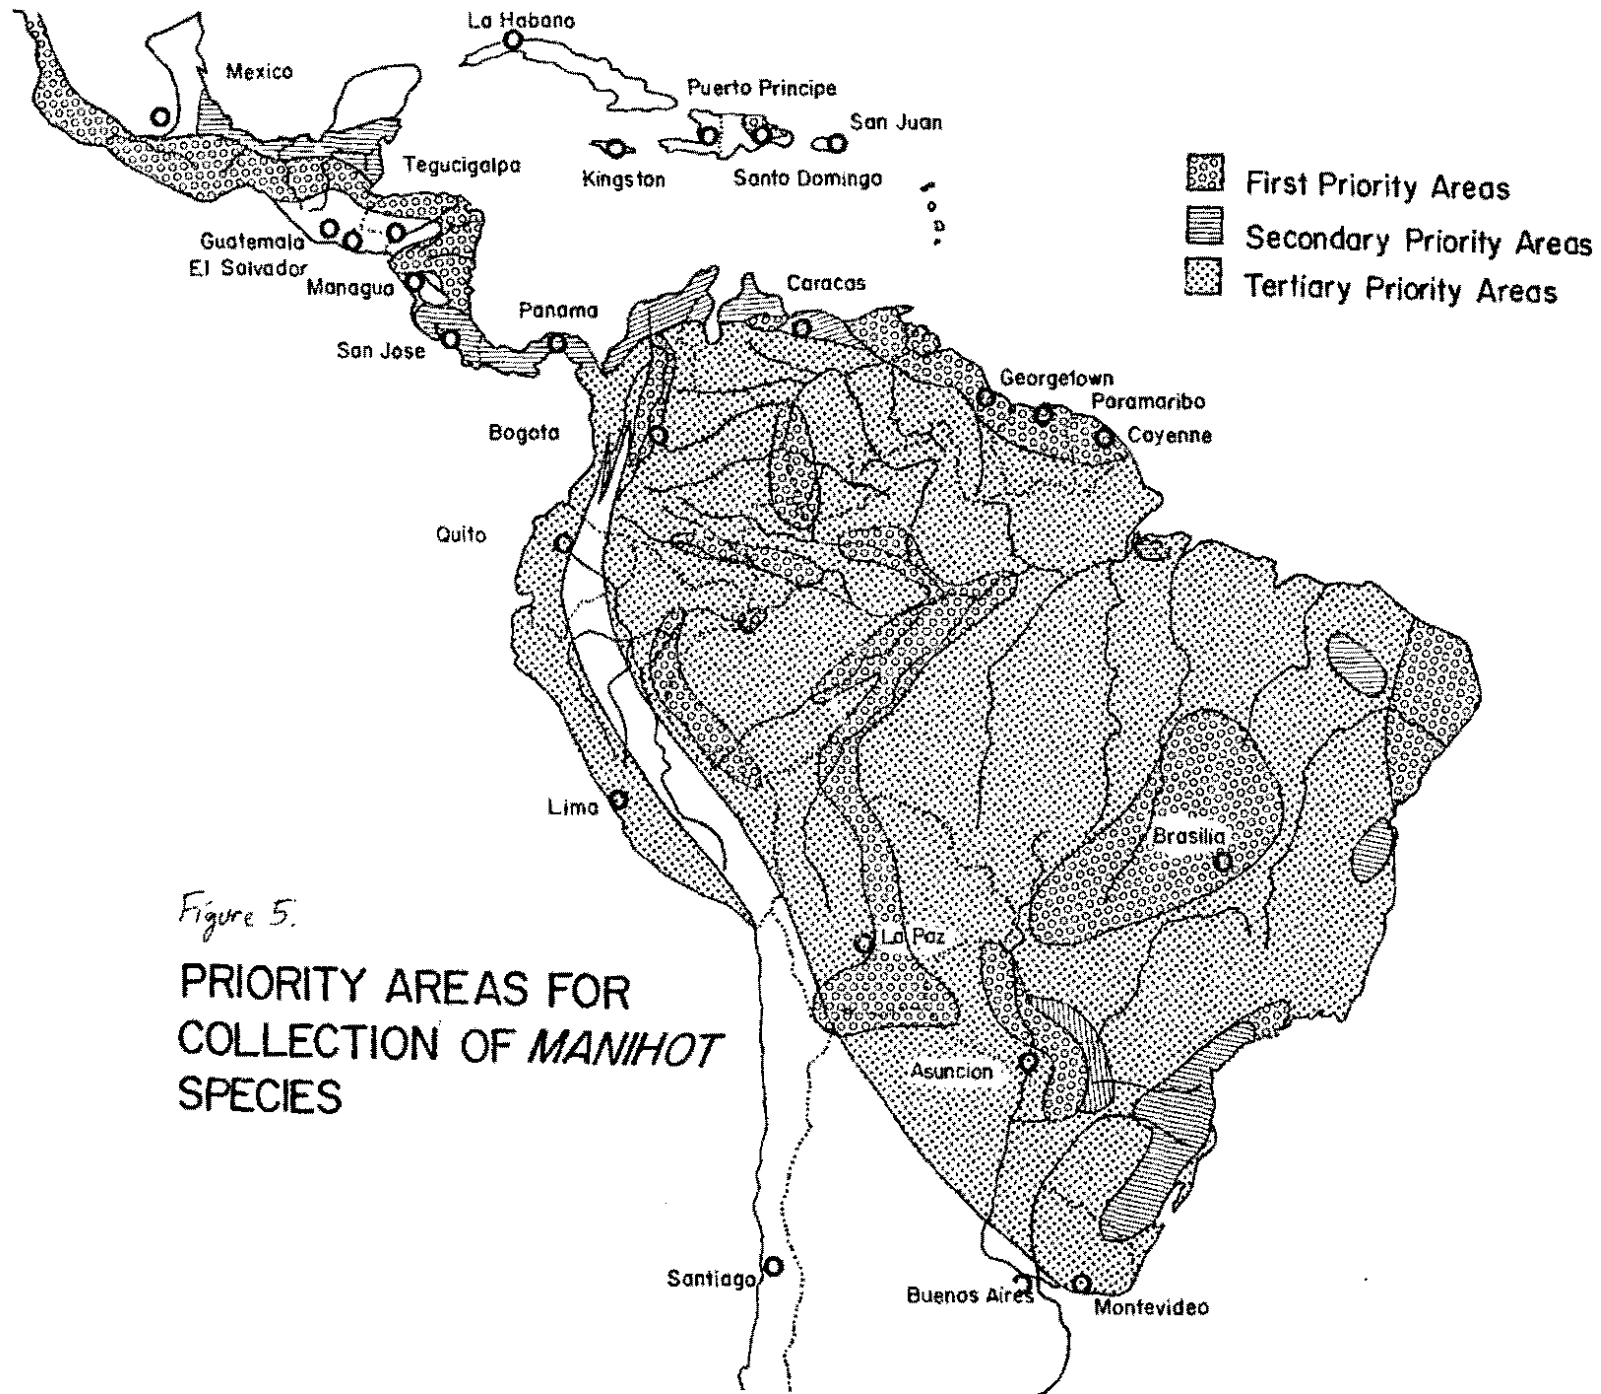 La Habano
Mexico
Puerto Principe
San Juan
Tegucigalpa
Kingston
Santo Domingo
First Priority Areas
Secondary Priority Areas
Tertiary Priority Areas
Guatemala
El Salvador
Managua
Caracas
Panama
San Jose
Georgetown
Paramaribo
Cayenne
Bogota
Quito
Lima
Brasilia
Figure 5.
La Paz
PRIORITY AREAS FOR
COLLECTION OF MANIHOT
SPECIES
Asuncion
Santiago
Buenos Aires
Montevideo